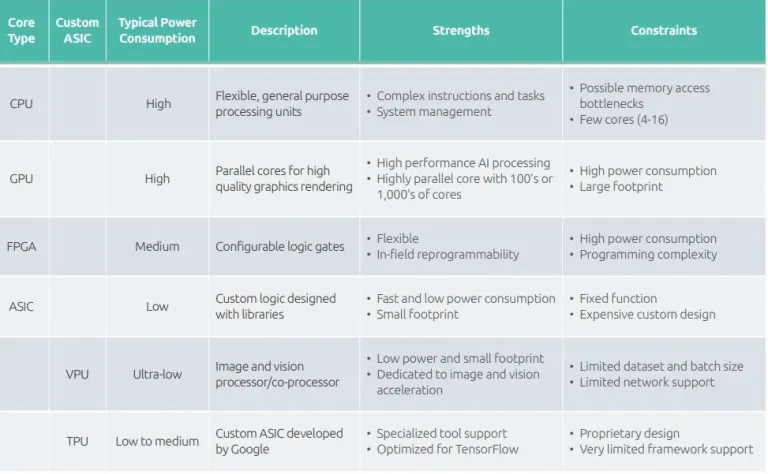 Core Type
Custom ASIC
Typical Power Consumption
Description
Strengths
Constraints
CPU
High
Flexible, general purpose
processing units
• Complex instructions and tasks
• System management
• Possible memory access
bottlenecks
• Few cores (4-16)
GPU
High
Parallel cores for high
quality graphics rendering
• High performance AI processing
• Highly parallel core with 100's or
1,000's of cores
• High power consumption
• Large footprint
FPGA
Medium
Configurable logic gates
• Flexible
• In-field reprogrammability
• High power consumption
• Programming complexity
ASIC
Low
Custom logic designed
with libraries
• Fast and low power consumption
• Small footprint
• Fixed function
• Expensive custom design
VPU
Ultra-low
Image and vision
processor/co-processor
• Low power and small footprint
• Dedicated to image and vision
acceleration
• Limited dataset and batch size
• Limited network support
TPU
Low to medium
Custom ASIC developed
by Google
• Specialized tool support
• Optimized for TensorFlow
• Proprietary design
• Very limited framework support